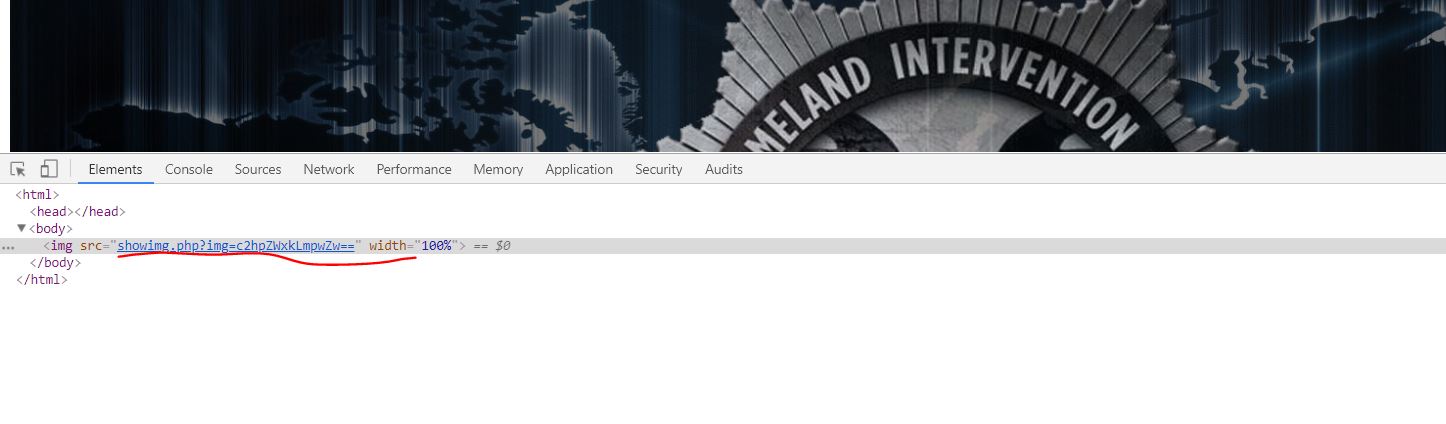 MELAND INTERVENTION
Elements Console Sources Network Performance Memory Application Security Audits
<html>
<head></head>
▼<body>
... <img src="showimg.php?img=c2hpZWxkLmpwZw==" width="100%"> == $0
</body>
</html>